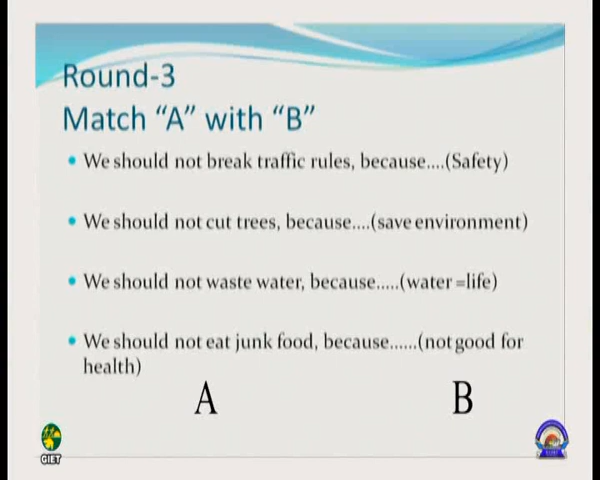 Round-3
Match “A” with “B”
• We should not break traffic rules, because....(Safety)
• We should not cut trees, because....(save environment)
• We should not waste water, because.....(water =life)
• We should not eat junk food, because......(not good for
health)
A B
GIET